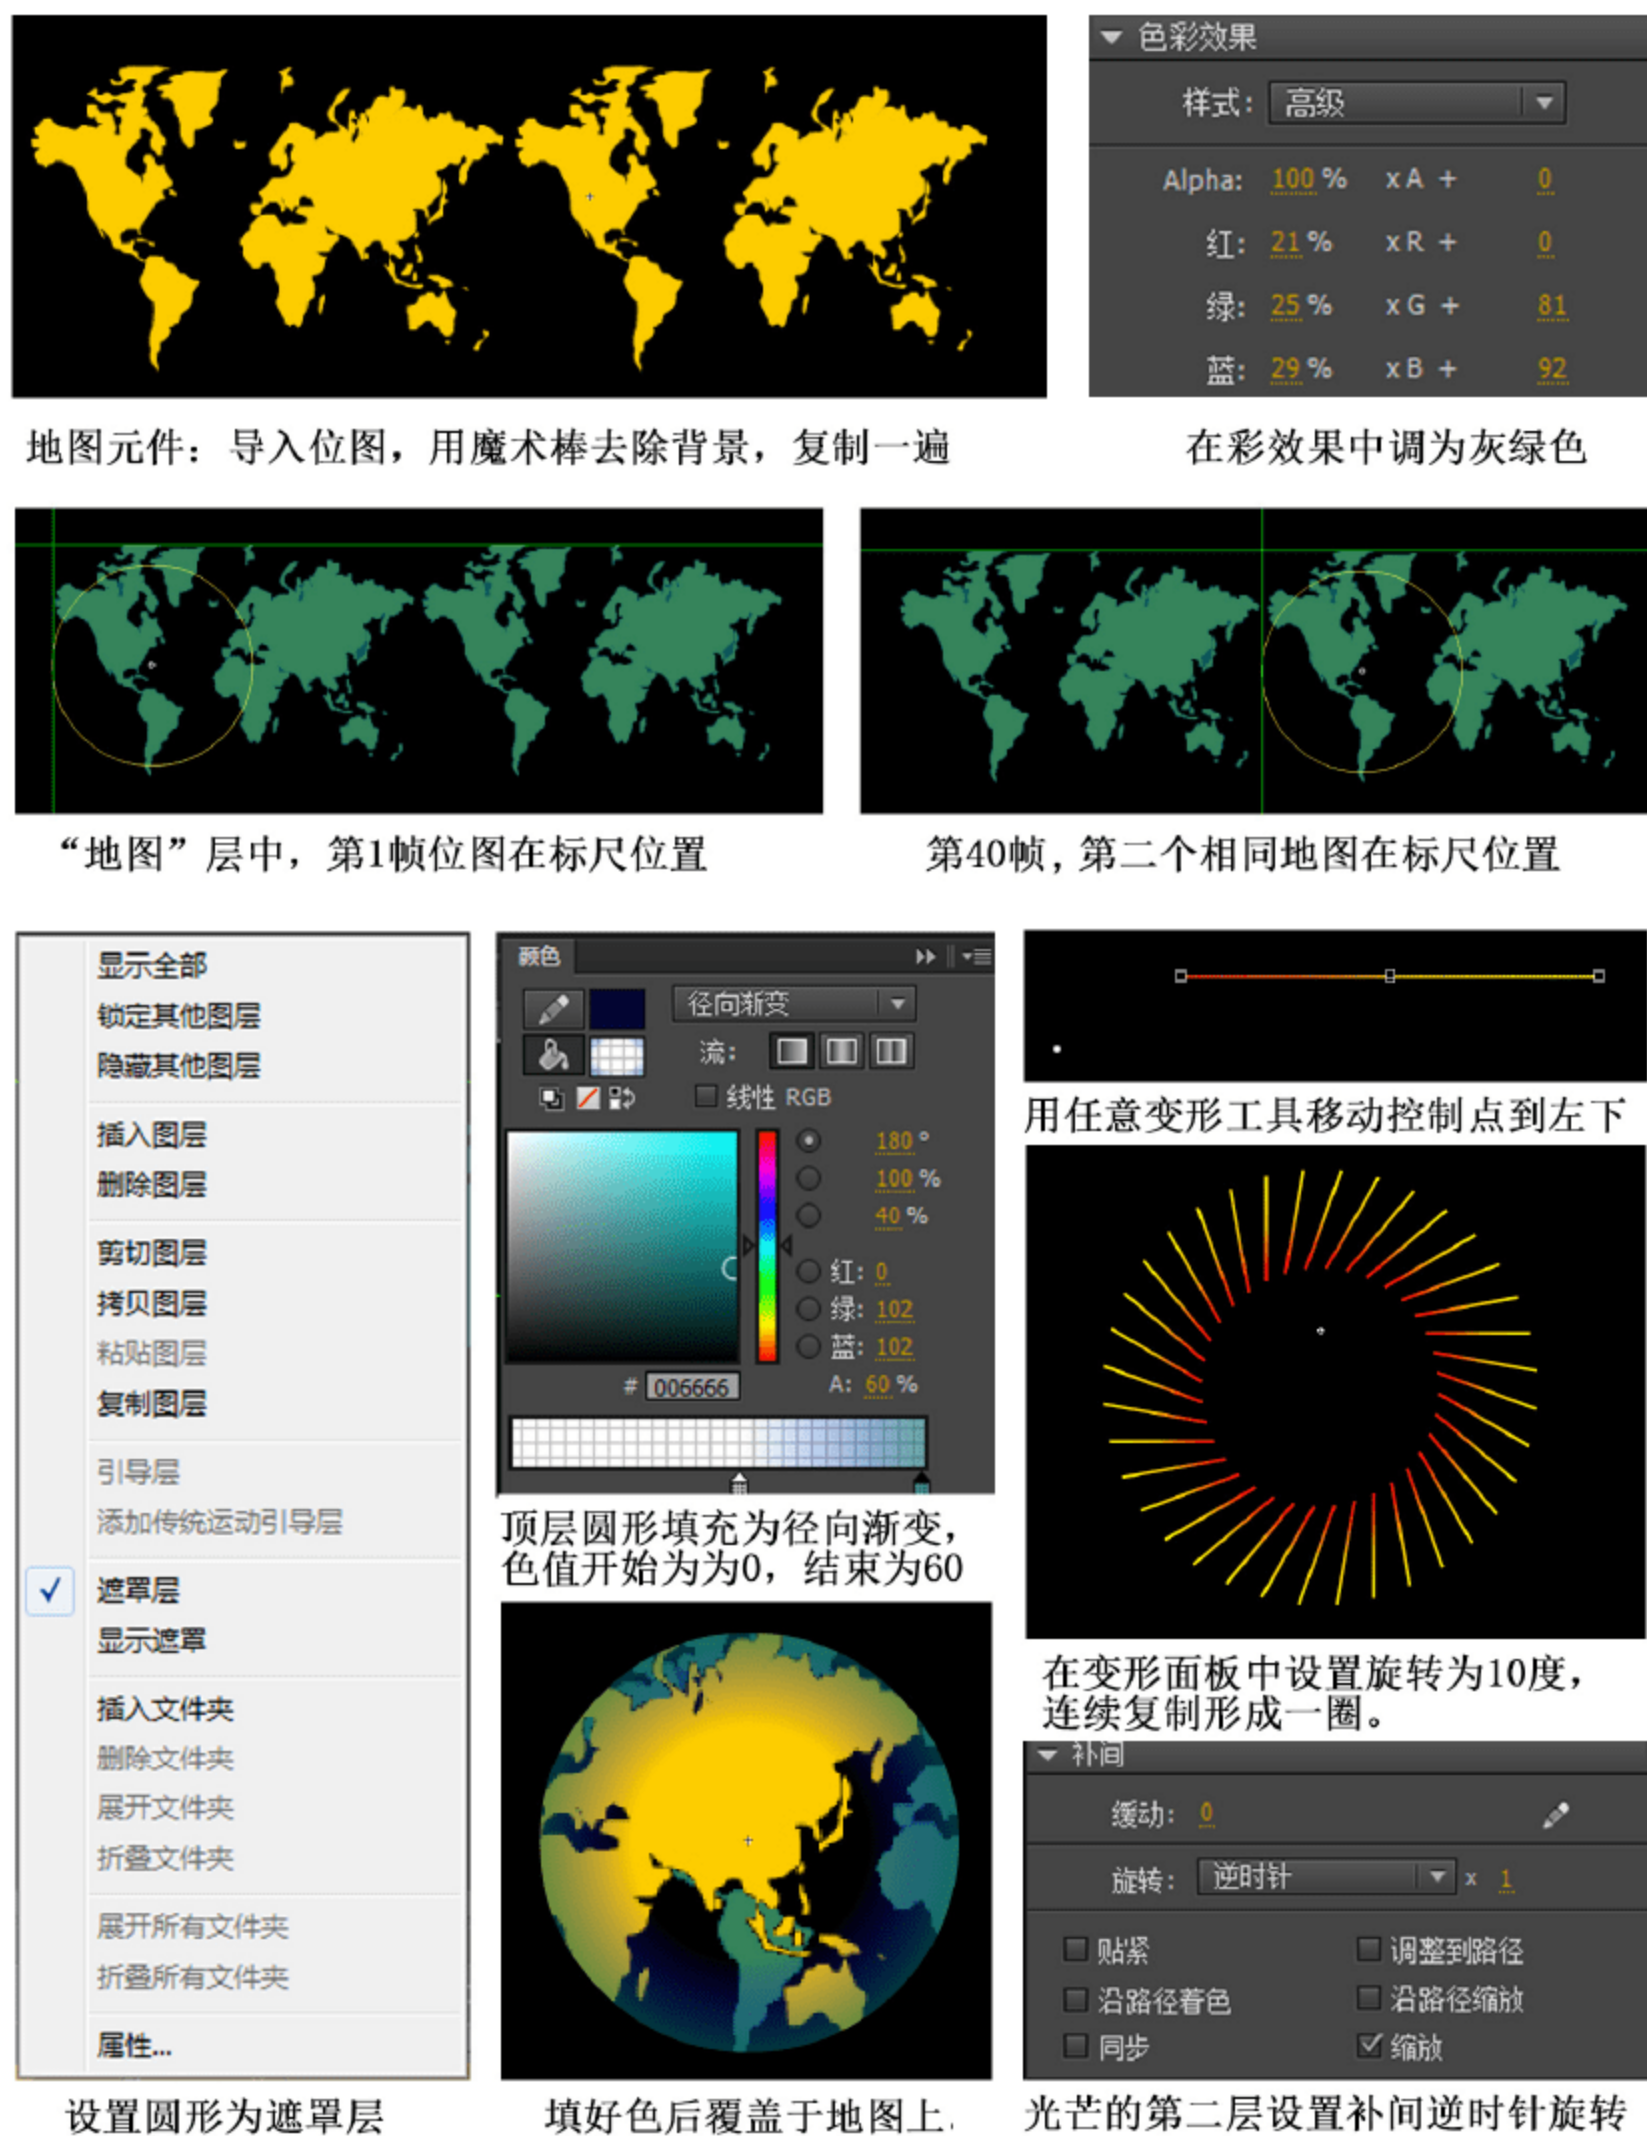 色彩效果
样式: 高级
Alpha: 100 % x A + 0
红: 21 % x R + 0
绿: 25 % x G + 81
蓝: 29 % x B + 92
地图元件：导入位图，用魔术棒去除背景，复制一遍
在彩效果中调为灰绿色
“地图”层中，第1帧位图在标尺位置
第40帧，第二个相同地图在标尺位置
显示全部
锁定其他图层
隐藏其他图层
插入图层
删除图层
剪切图层
拷贝图层
粘贴图层
复制图层
引导层
添加传统运动引导层
遮罩层
显示遮罩
插入文件夹
删除文件夹
展开文件夹
折叠文件夹
展开所有文件夹
折叠所有文件夹
属性...
设置圆形为遮罩层
颜色
径向渐变
流:
线性 RGB
180 °
100 %
40 %
红: 0
绿: 102
蓝: 102
# 006666 A: 60 %
顶层圆形填充为径向渐变，
色值开始为为0，结束为60
填好色后覆盖于地图上.
用任意变形工具移动控制点到左下
在变形面板中设置旋转为10度，
连续复制形成一圈。
补间
缓动: 0
旋转: 逆时针 x 1
贴紧 调整到路径
沿路径着色 沿路径缩放
同步 缩放
光芒的第二层设置补间逆时针旋转